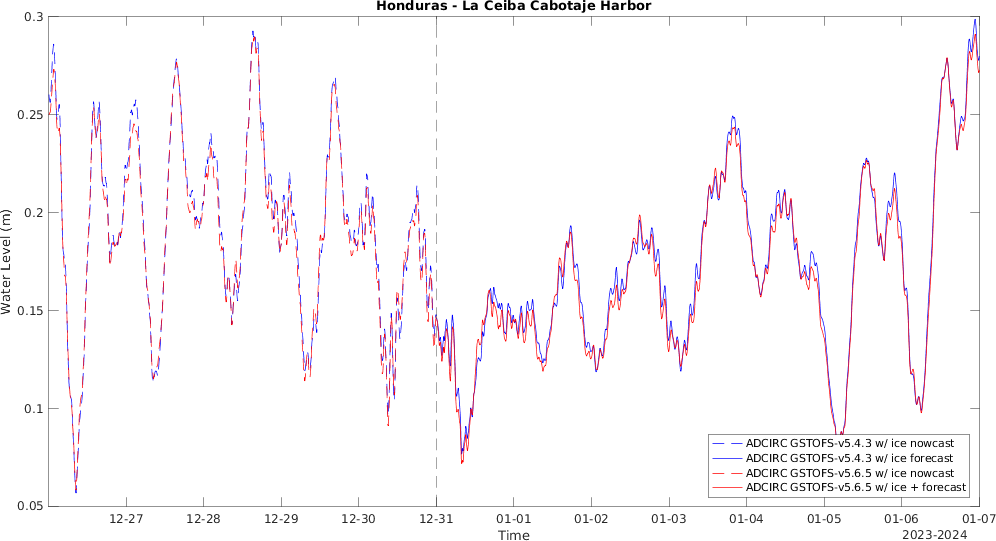 Honduras - La Ceiba Cabotaje Harbor
0.3
0.25
0.2
0.15
0.1
0.05
Water Level (m)
ADCIRC GSTOFS-v5.4.3 w/ ice nowcast
ADCIRC GSTOFS-v5.4.3 w/ ice forecast
ADCIRC GSTOFS-v5.6.5 w/ ice nowcast
ADCIRC GSTOFS-v5.6.5 w/ ice + forecast
12-27 12-28 12-29 12-30 12-31 01-01 01-02 01-03 01-04 01-05 01-06 01-07
Time
2023-2024